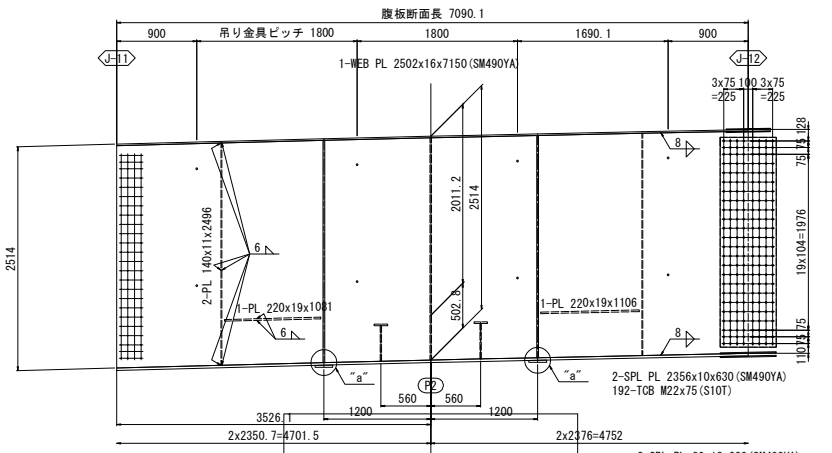 腹板断面長 7090.1
900
吊り金具ピッチ 1800
1800
1690.1
900
J-11
J-12
1-WEB PL 2502x16x7150(SM490YA)
3x75 100 3x75
=225
=225
128
75
75
8
2011.2
2514
2514
2-PL 140x11x2496
6
19x104=1976
1-PL 220x19x1081
1-PL 220x19x1106
502.8
6
8
75
75
110
"a"
"a"
P2
2-SPL PL 2356x10x630(SM490YA)
192-TCB M22x75(S10T)
560
560
1200
1200
3526.1
2x2350.7=4701.5
2x2376=4752